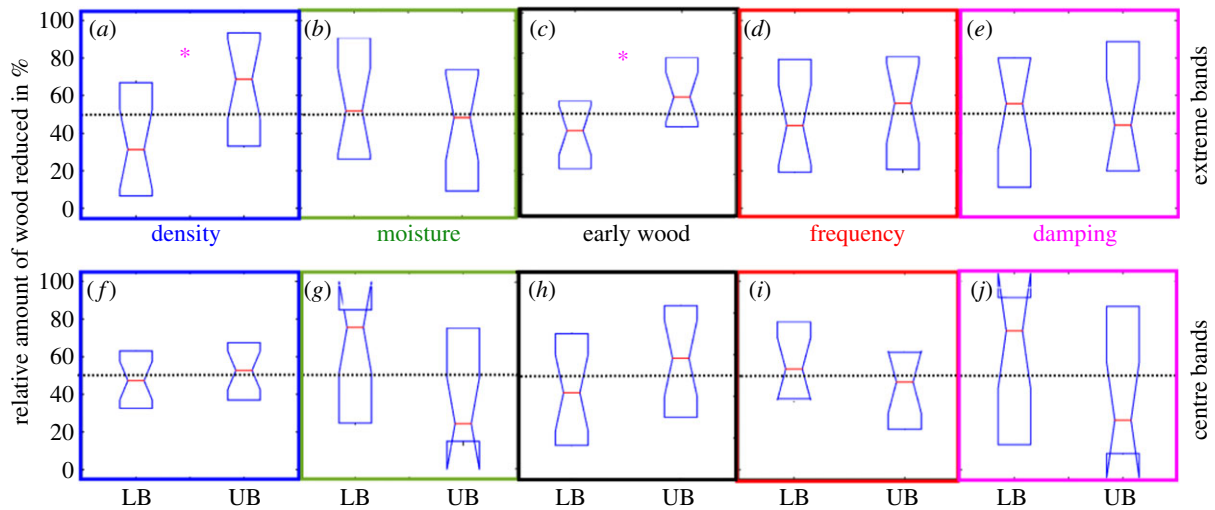 relative amount of wood reduced in %
100
80
60
40
20
0
(a)
*
(b)
(c)
*
(d)
(e)
extreme bands
density
moisture
early wood
frequency
damping
100
80
60
40
20
0
(f)
(g)
(h)
(i)
(j)
centre bands
LB UB LB UB LB UB LB UB LB UB